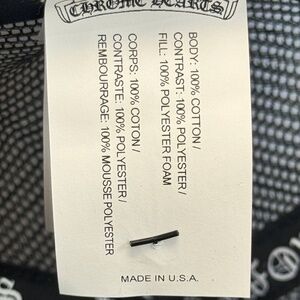 CHROME HEARTS
BODY: 100% COTTON /
CONTRAST: 100% POLYESTER /
FILL: 100% POLYESTER FOAM
CORPS: 100% COTON /
CONTRASTE: 100% POLYESTER /
REMBOURRAGE: 100% MOUSSE POLYESTER
MADE IN U.S.A.